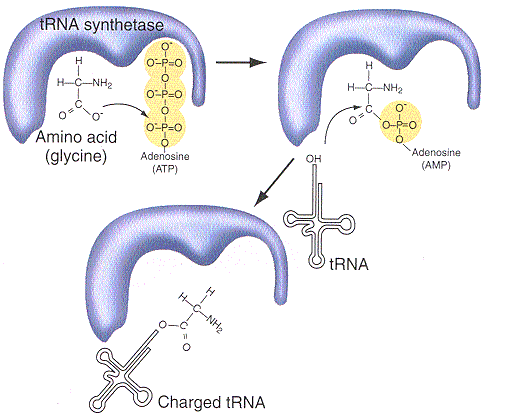 tRNA synthetase
O⁻
O⁻-P=O
O
O⁻-P=O
O
O⁻-P=O
O
H
H-C-NH₂
C
O
O⁻
Amino acid
(glycine)
Adenosine
(ATP)
H
H-C-NH₂
C
O
O⁻
O-P=O
O
Adenosine
(AMP)
OH
tRNA
H
H
C
NH₂
O-C
O
Charged tRNA